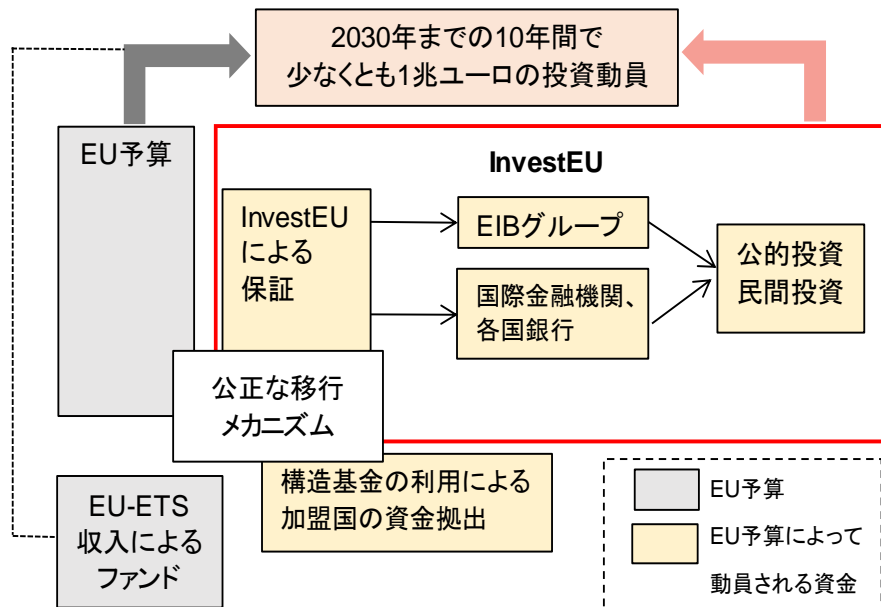 2030年までの10年間で
少なくとも1兆ユーロの投資動員
EU予算
InvestEU
InvestEU
による
保証
EIBグループ
国際金融機関、
各国銀行
公的投資
民間投資
公正な移行
メカニズム
構造基金の利用による
加盟国の資金拠出
EU-ETS
収入による
ファンド
EU予算
EU予算によって
動員される資金